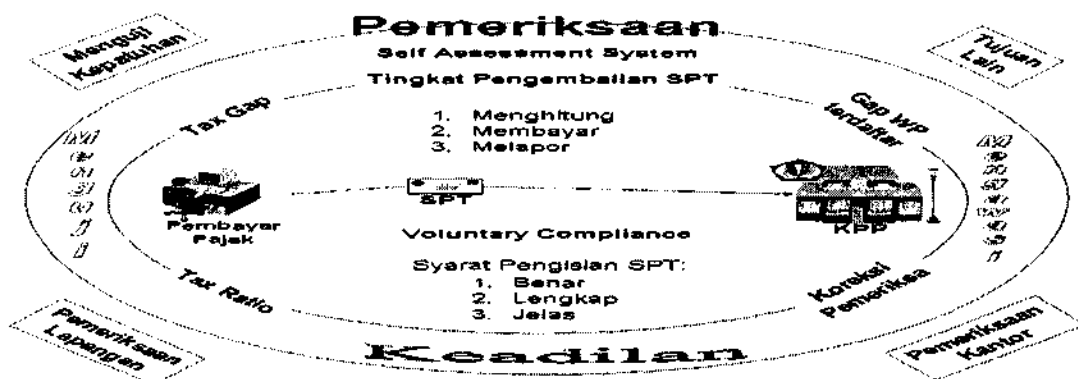 Pemeriksaan
Self Assessment System
Tingkat Pengembalian SPT
Menguji
Kepatuhan
Tujuan
Lain
Tax Gap
Gap WP
terdaftar
1. Menghitung
2. Membayar
3. Melapor
SPT
Pembayar
Pajak
KPP
Voluntary Compliance
Syarat Pengisian SPT:
1. Benar
2. Lengkap
3. Jelas
Tax Ratio
Koreksi
Pemeriksa
Pemeriksaan
Lapangan
Pemeriksaan
Kantor
Keadilan